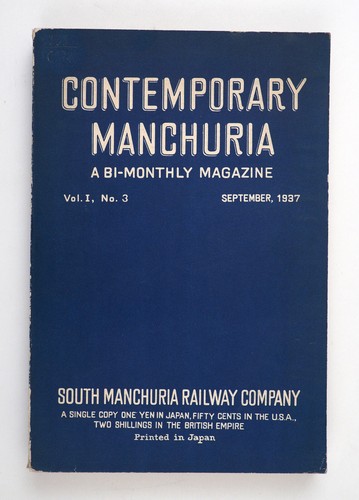 CONTEMPORARY
MANCHURIA
A BI-MONTHLY MAGAZINE
Vol. I, No. 3 SEPTEMBER, 1937
SOUTH MANCHURIA RAILWAY COMPANY
A SINGLE COPY ONE YEN IN JAPAN, FIFTY CENTS IN THE U.S.A.,
TWO SHILLINGS IN THE BRITISH EMPIRE
Printed in Japan